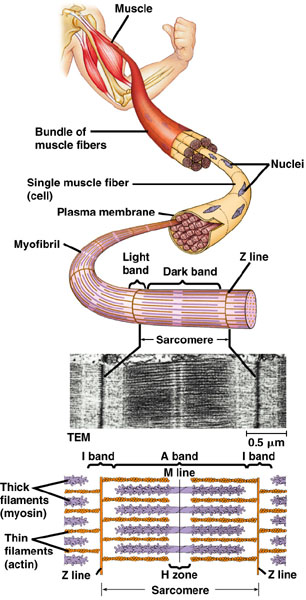 Muscle
Bundle of
muscle fibers
Nuclei
Single muscle fiber
(cell)
Plasma membrane
Myofibril
Light
band
Dark band
Z line
Sarcomere
TEM
0.5 µm
I band
A band
I band
M line
Thick
filaments
(myosin)
Thin
filaments
(actin)
Z line
H zone
Z line
Sarcomere